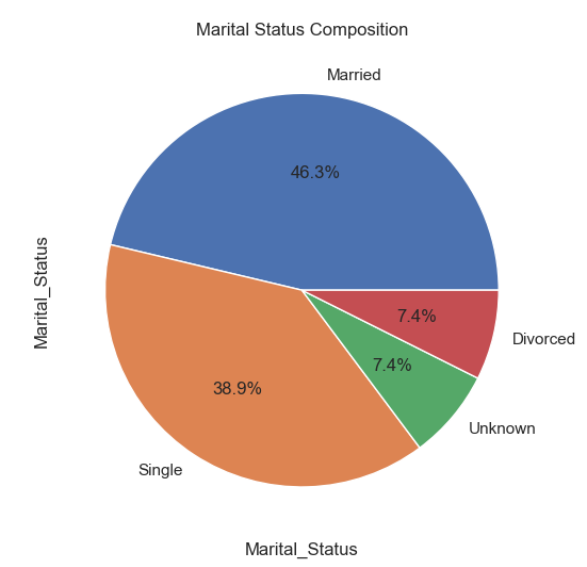 Marital Status Composition
Married
46.3%
Marital_Status
7.4%
Divorced
7.4%
38.9%
Unknown
Single
Marital_Status